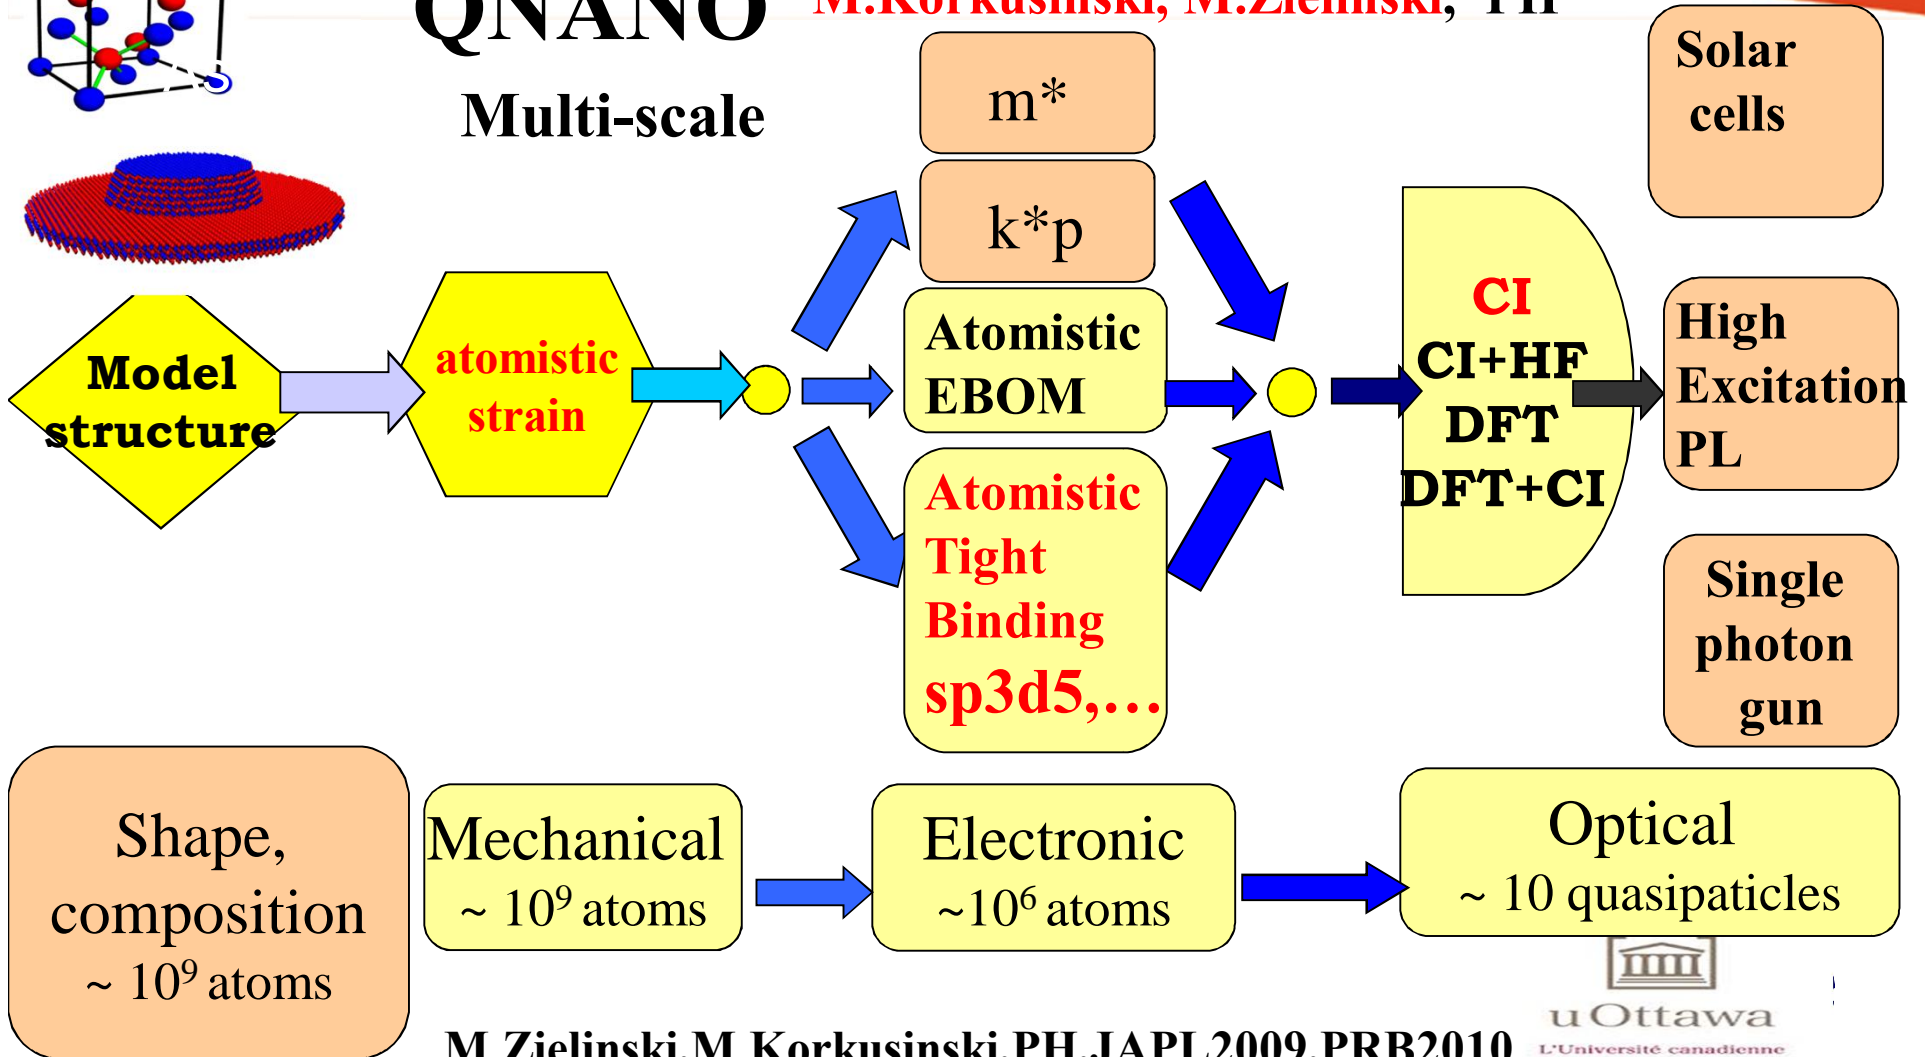 QNANO
M.Korkusinski, M.Zielinski, PH
Multi-scale
m*
k*p
Atomistic
EBOM
Atomistic
Tight
Binding
sp3d5,...
Model
structure
atomistic
strain
CI
CI+HF
DFT
DFT+CI
Solar
cells
High
Excitation
PL
Single
photon
gun
Shape,
composition
~ 10⁹ atoms
Mechanical
~ 10⁹ atoms
Electronic
~10⁶ atoms
Optical
~ 10 quasipaticles
M.Zielinski,M.Korkusinski,PH,JAPL2009,PRB2010
uOttawa
L'Université canadienne